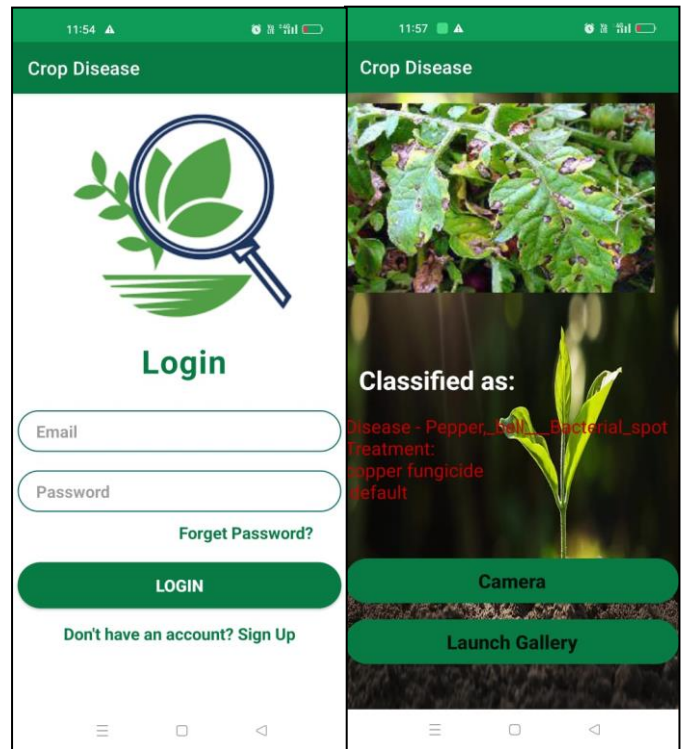 11:54
Crop Disease
Login
Email
Password
Forget Password?
LOGIN
Don't have an account? Sign Up
11:57
Crop Disease
Classified as:
Disease - Pepper,_bell___Bacterial_spot
Treatment:
copper fungicide
default
Camera
Launch Gallery